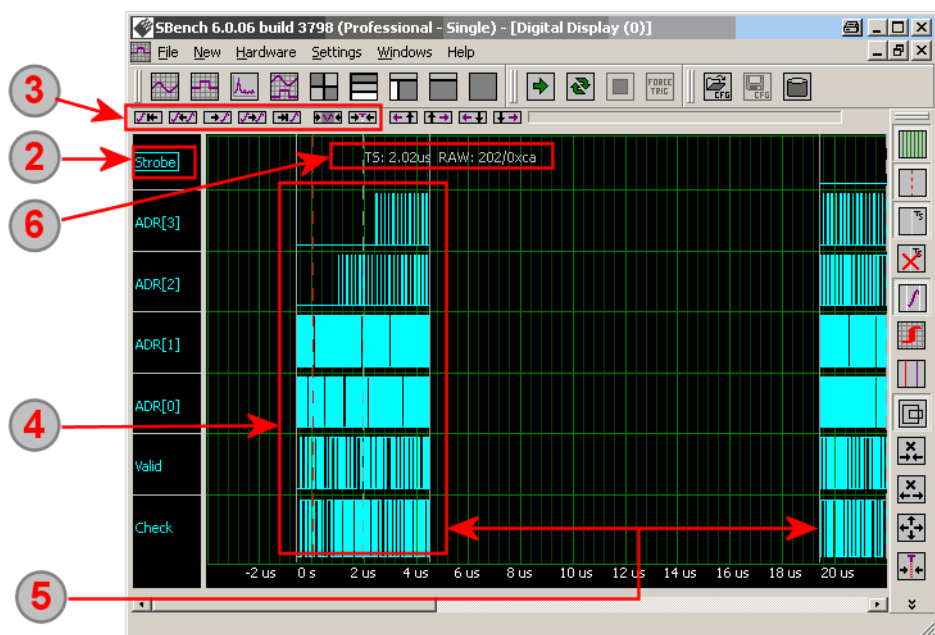 SBench 6.0.06 build 3798 (Professional - Single) - [Digital Display (0)]
File New Hardware Settings Windows Help
FORCE TRIG
CFG
CFG
3
2
6
4
5
Strobe
TS: 2.02us RAW: 202/0xca
ADR[3]
TS
ADR[2]
TS
ADR[1]
ADR[0]
Valid
Check
-2 us 0 s 2 us 4 us 6 us 8 us 10 us 12 us 14 us 16 us 18 us 20 us